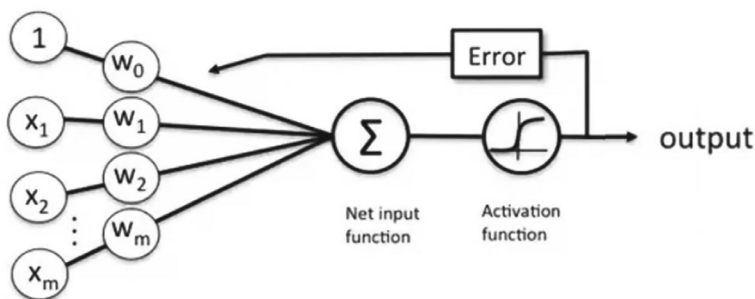 1
w₀
Error
x₁
w₁
Σ
output
x₂
w₂
⋮
wₘ
xₘ
Net input
function
Activation
function